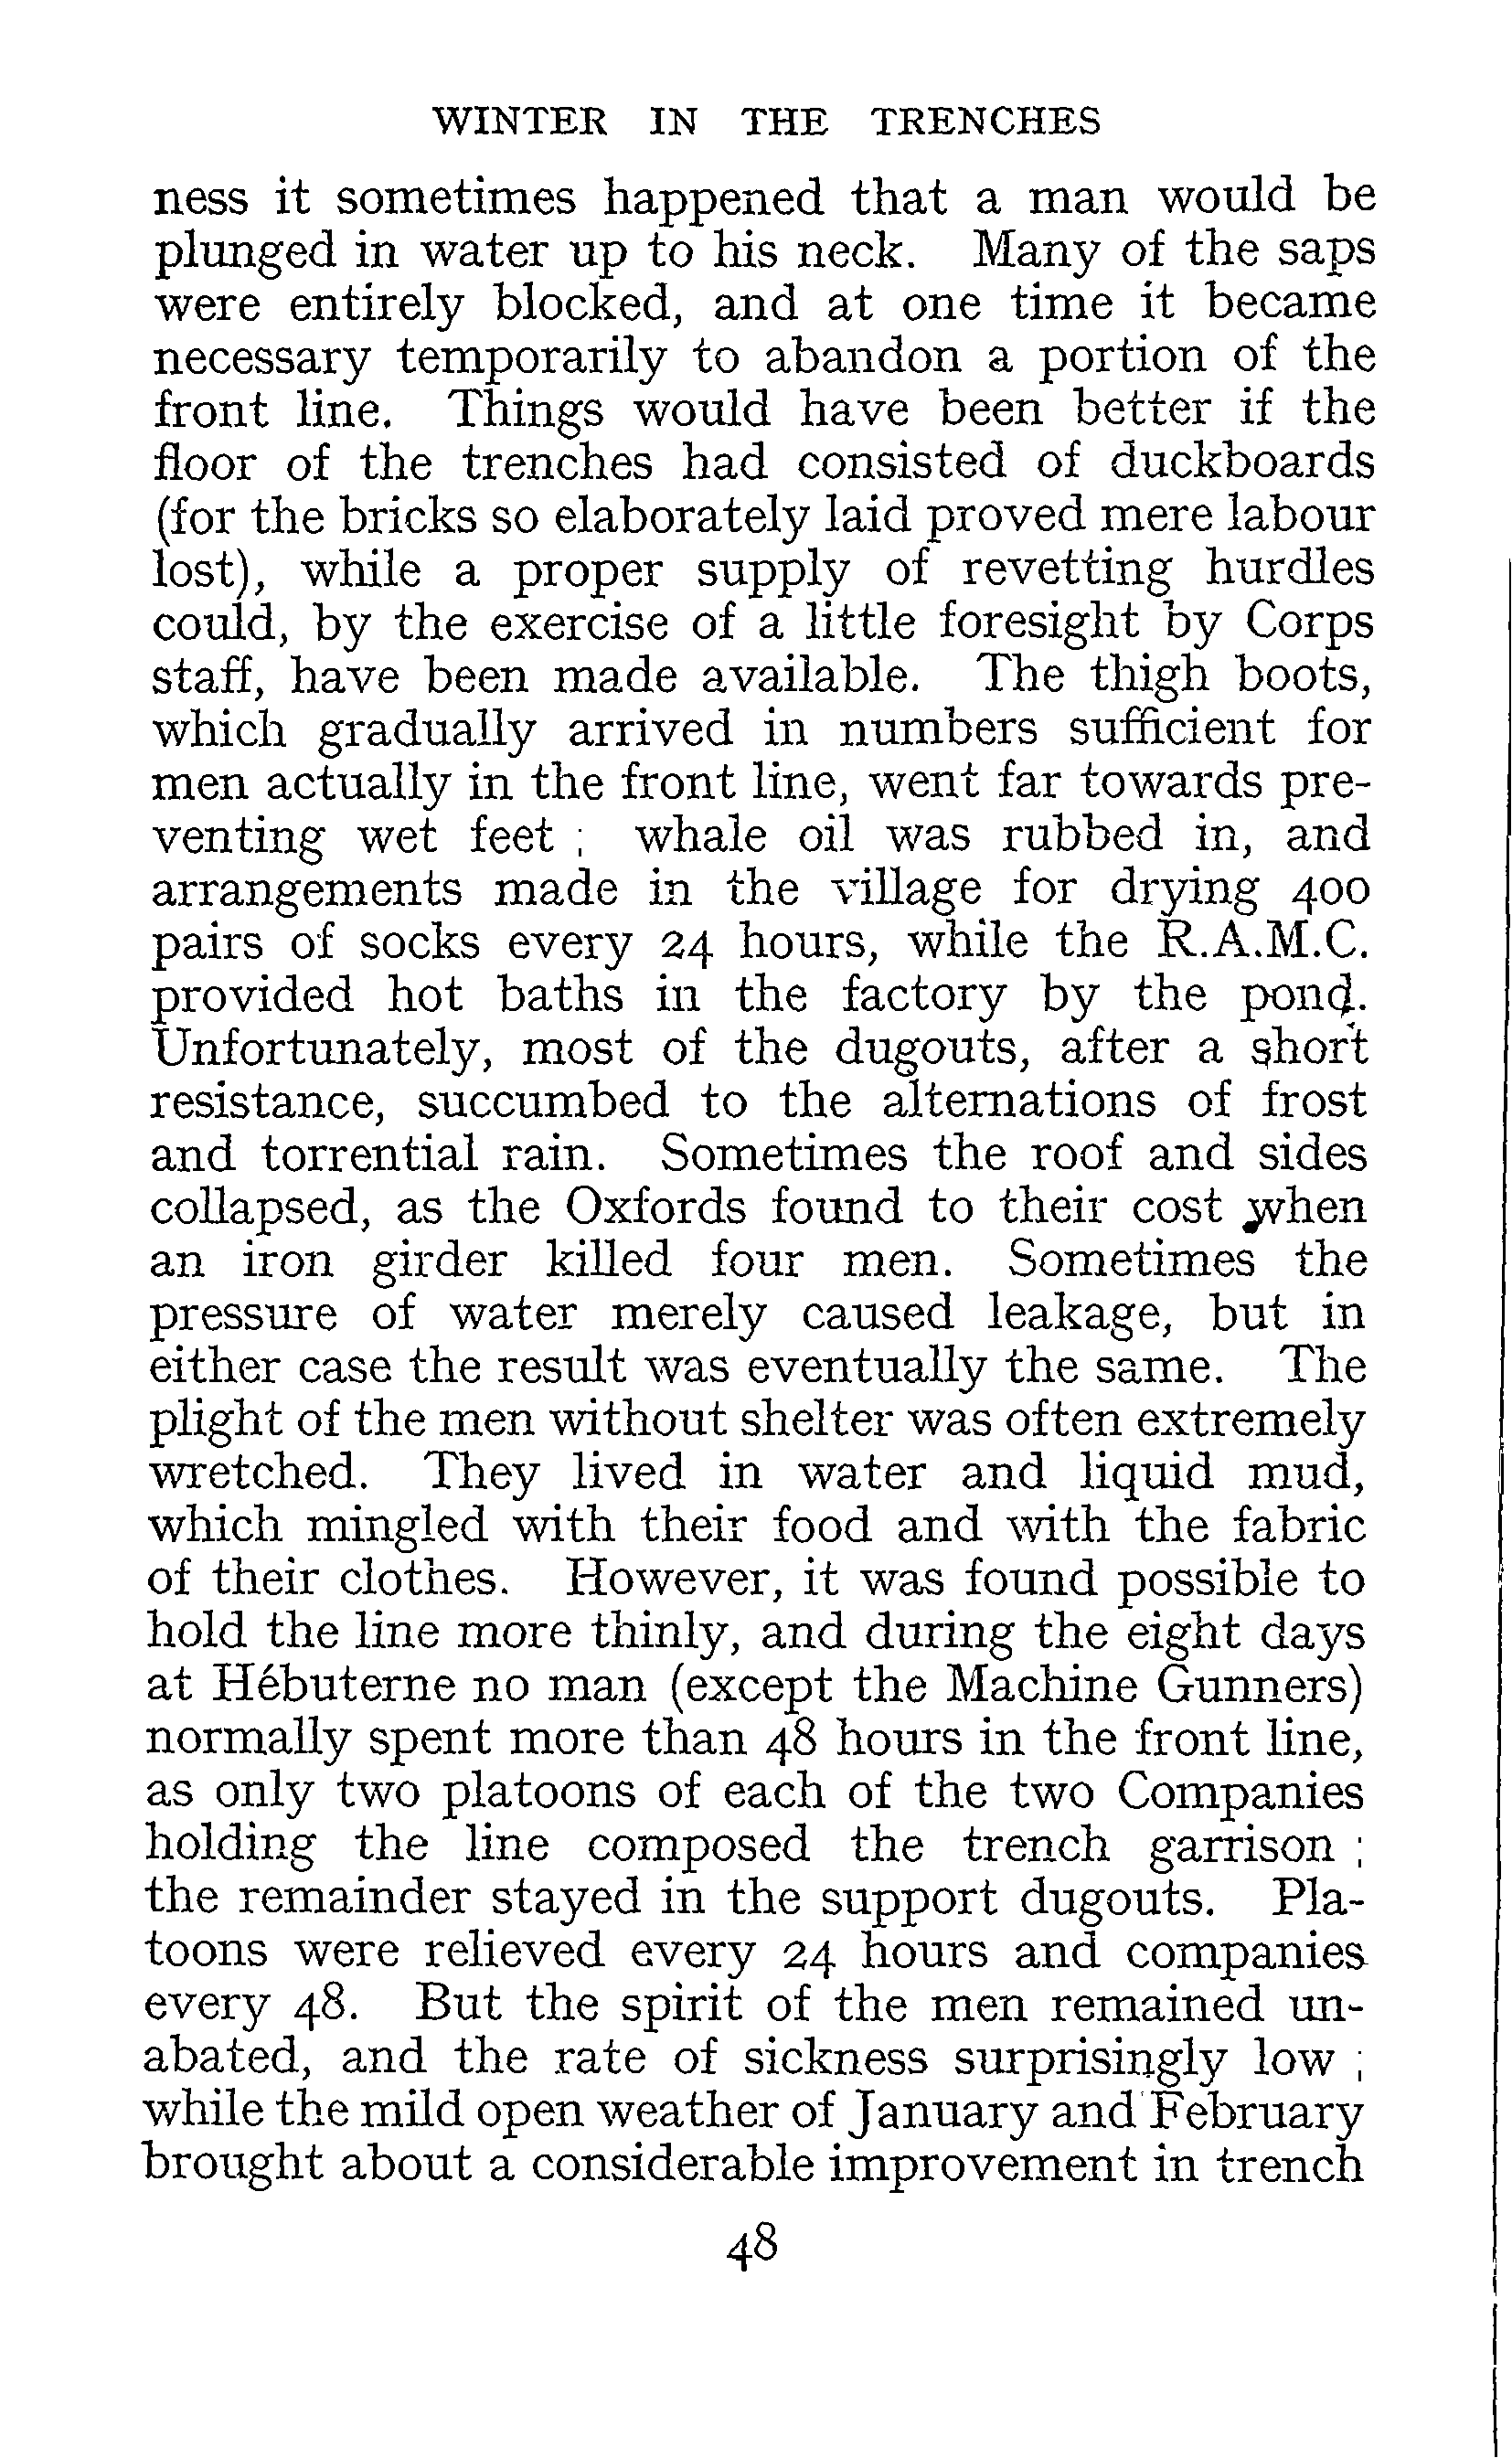 WINTER IN THE TRENCHES
ness it sometimes happened that a man would be
plunged in water up to his neck. Many of the saps
were entirely blocked, and at one time it became
necessary temporarily to abandon a portion of the
front line. Things would have been better if the
floor of the trenches had consisted of duckboards
(for the bricks so elaborately laid proved mere labour
lost), while a proper supply of revetting hurdles
could, by the exercise of a little foresight by Corps
staff, have been made available. The thigh boots,
which gradually arrived in numbers sufficient for
men actually in the front line, went far towards pre-
venting wet feet ; whale oil was rubbed in, and
arrangements made in the village for drying 400
pairs of socks every 24 hours, while the R.A.M.C.
provided hot baths in the factory by the pond.
Unfortunately, most of the dugouts, after a short
resistance, succumbed to the alternations of frost
and torrential rain. Sometimes the roof and sides
collapsed, as the Oxfords found to their cost when
an iron girder killed four men. Sometimes the
pressure of water merely caused leakage, but in
either case the result was eventually the same. The
plight of the men without shelter was often extremely
wretched. They lived in water and liquid mud,
which mingled with their food and with the fabric
of their clothes. However, it was found possible to
hold the line more thinly, and during the eight days
at Hébuterne no man (except the Machine Gunners)
normally spent more than 48 hours in the front line,
as only two platoons of each of the two Companies
holding the line composed the trench garrison ;
the remainder stayed in the support dugouts. Pla-
toons were relieved every 24 hours and companies
every 48. But the spirit of the men remained un-
abated, and the rate of sickness surprisingly low ;
while the mild open weather of January and February
brought about a considerable improvement in trench
48